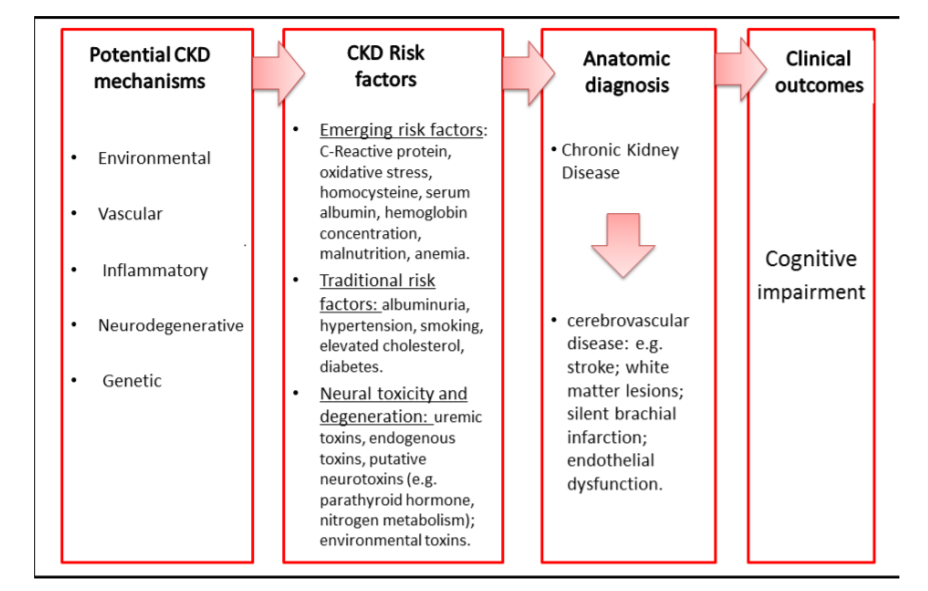 Potential CKD
mechanisms
• Environmental
• Vascular
• Inflammatory
• Neurodegenerative
• Genetic
CKD Risk
factors
• Emerging risk factors:
C-Reactive protein,
oxidative stress,
homocysteine, serum
albumin, hemoglobin
concentration,
malnutrition, anemia.
• Traditional risk
factors: albuminuria,
hypertension, smoking,
elevated cholesterol,
diabetes.
• Neural toxicity and
degeneration: uremic
toxins, endogenous
toxins, putative
neurotoxins (e.g.
parathyroid hormone,
nitrogen metabolism);
environmental toxins.
Anatomic
diagnosis
• Chronic Kidney
Disease
• cerebrovascular
disease: e.g.
stroke; white
matter lesions;
silent brachial
infarction;
endothelial
dysfunction.
Clinical
outcomes
Cognitive
impairment